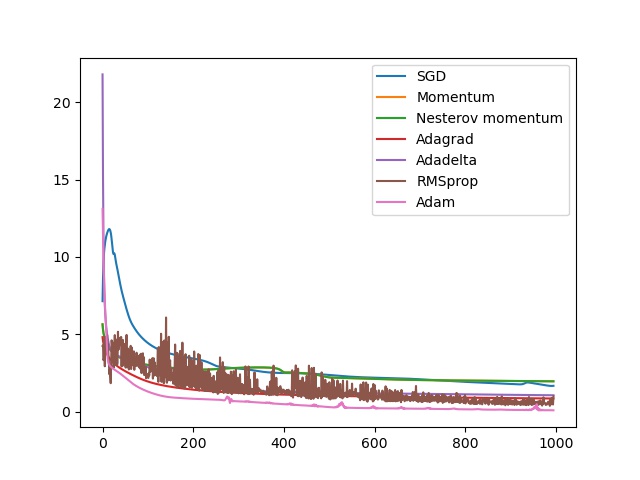 SGD
Momentum
Nesterov momentum
Adagrad
Adadelta
RMSprop
Adam
20
15
10
5
0
0 200 400 600 800 1000